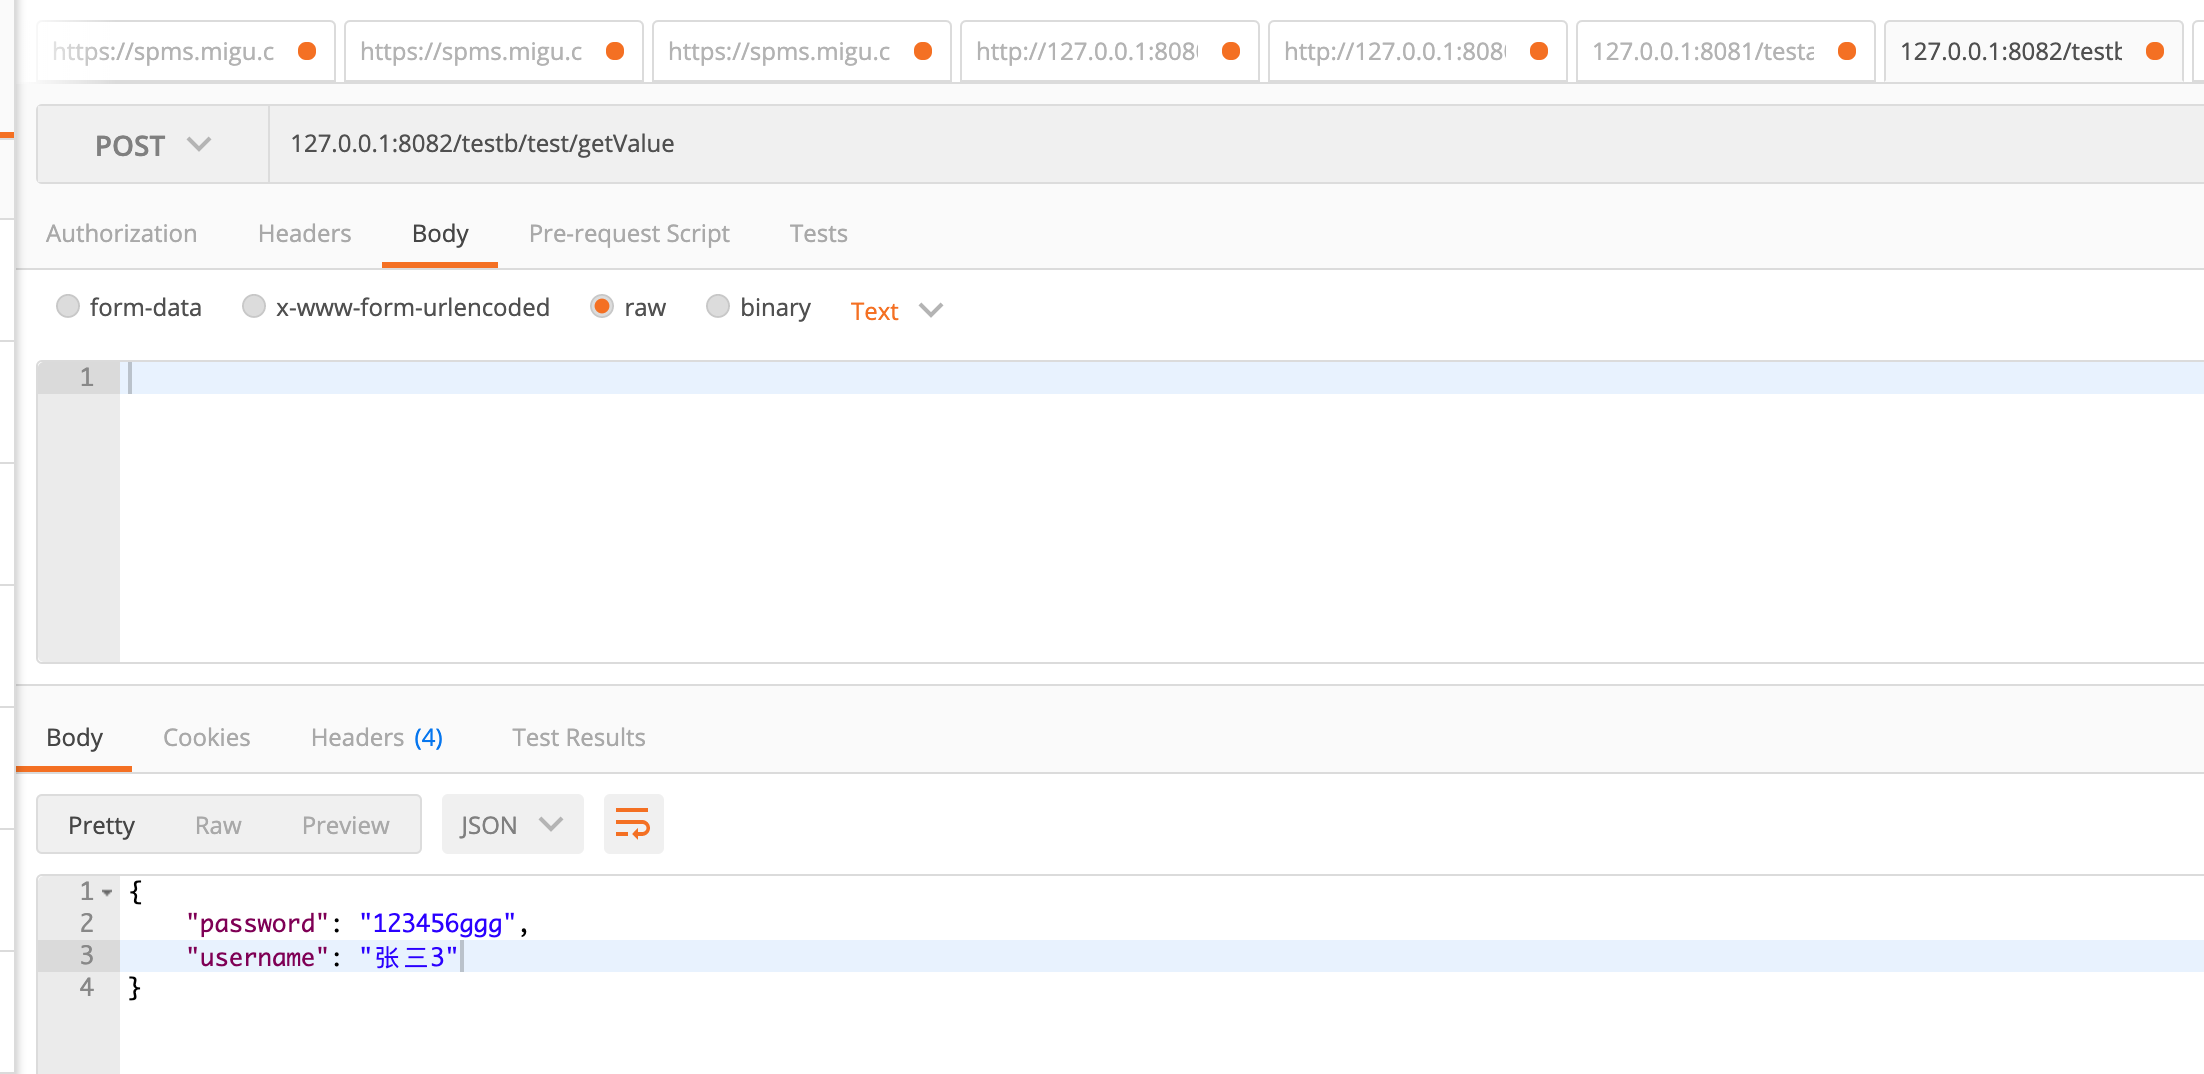 https://spms.migu.c https://spms.migu.c https://spms.migu.c http://127.0.0.1:808 http://127.0.0.1:808 127.0.0.1:8081/testa 127.0.0.1:8082/testb
POST 127.0.0.1:8082/testb/test/getValue
Authorization Headers Body Pre-request Script Tests
form-data x-www-form-urlencoded raw binary Text
1
Body Cookies Headers (4) Test Results
Pretty Raw Preview JSON
1 {
2 "password": "123456ggg",
3 "username": "张三3"
4 }